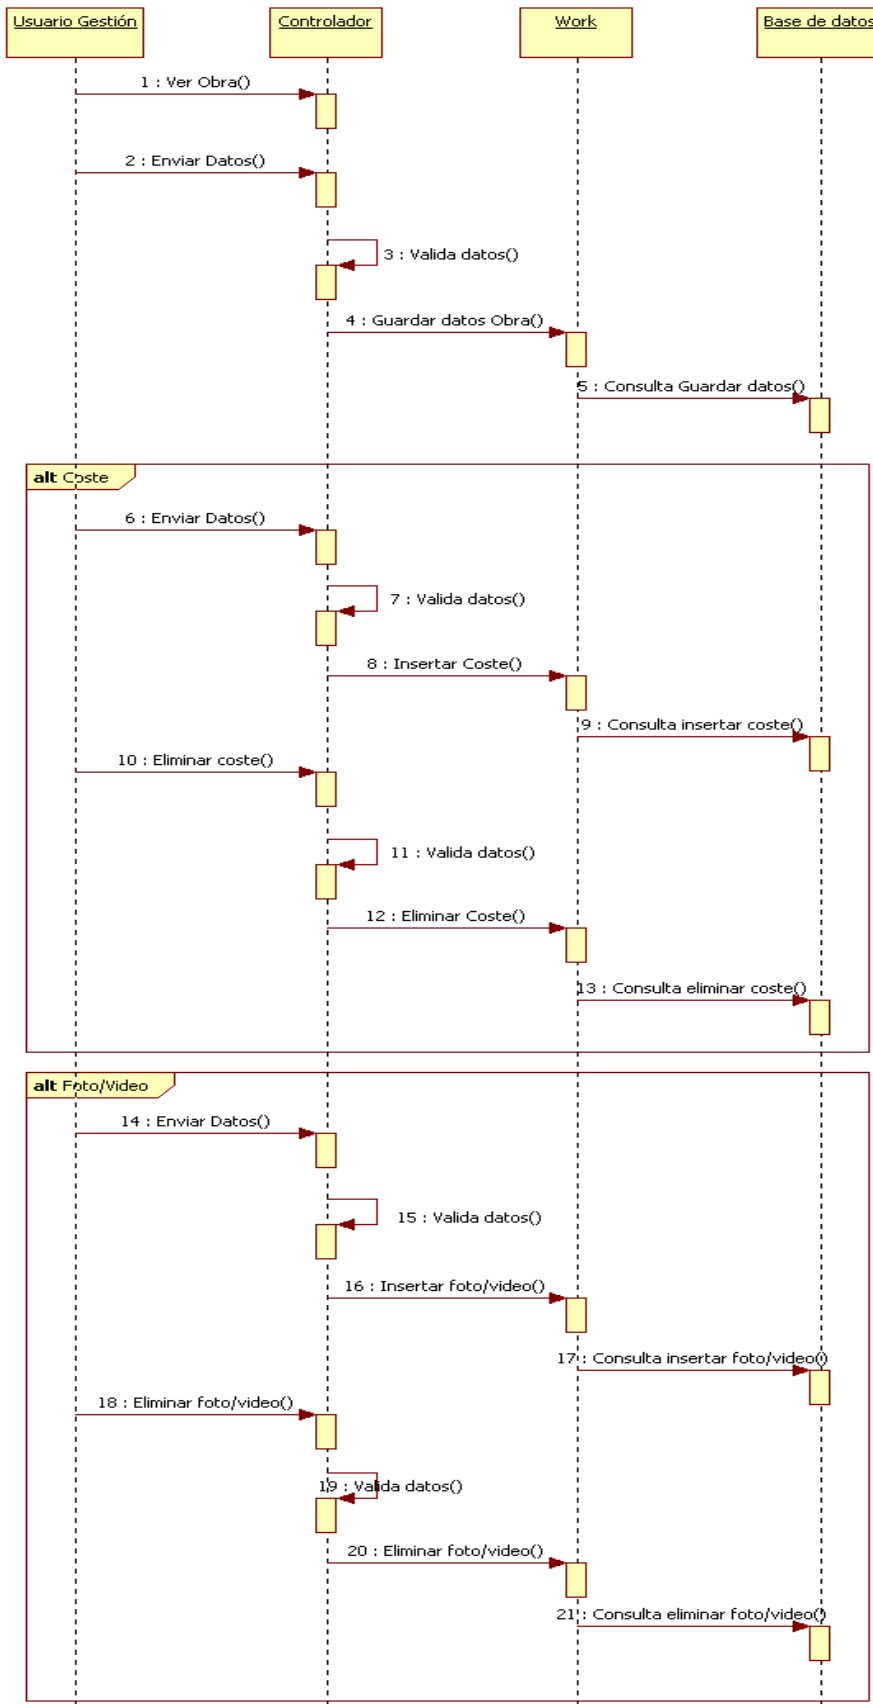 Usuario Gestión
Controlador
Work
Base de datos
1 : Ver Obra()
2 : Enviar Datos()
3 : Valida datos()
4 : Guardar datos Obra()
5 : Consulta Guardar datos()
alt Coste
6 : Enviar Datos()
7 : Valida datos()
8 : Insertar Coste()
9 : Consulta insertar coste()
10 : Eliminar coste()
11 : Valida datos()
12 : Eliminar Coste()
13 : Consulta eliminar coste()
alt Foto/Video
14 : Enviar Datos()
15 : Valida datos()
16 : Insertar foto/video()
17 : Consulta insertar foto/video()
18 : Eliminar foto/video()
19 : Valida datos()
20 : Eliminar foto/video()
21 : Consulta eliminar foto/video()